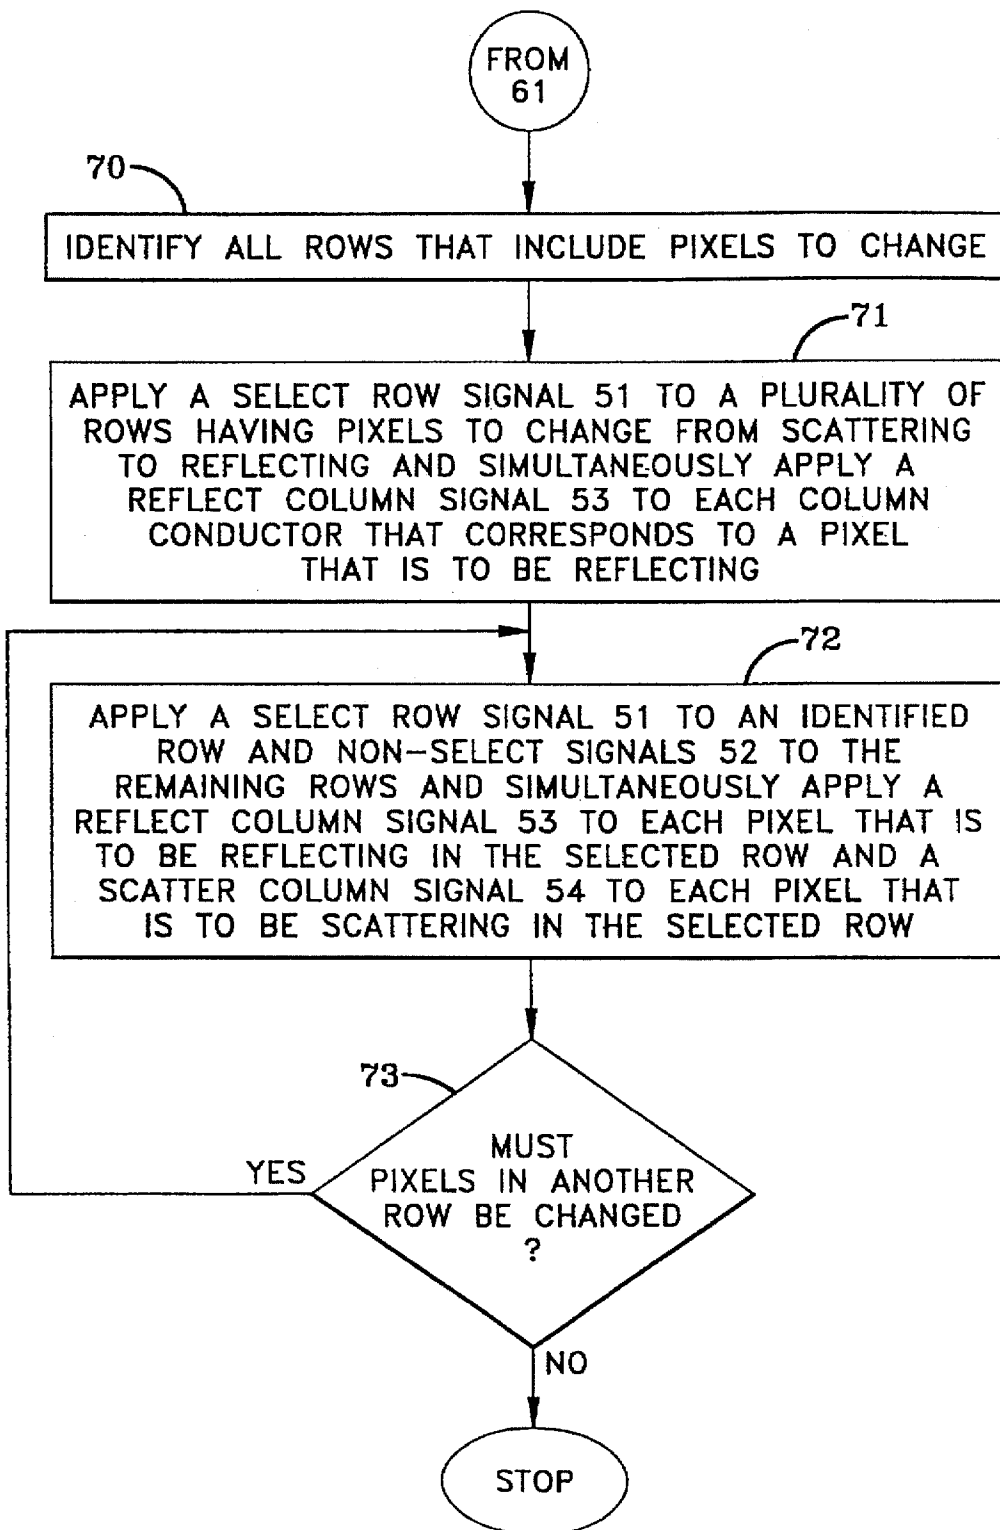 FROM
61
70
IDENTIFY ALL ROWS THAT INCLUDE PIXELS TO CHANGE
71
APPLY A SELECT ROW SIGNAL 51 TO A PLURALITY OF
ROWS HAVING PIXELS TO CHANGE FROM SCATTERING
TO REFLECTING AND SIMULTANEOUSLY APPLY A
REFLECT COLUMN SIGNAL 53 TO EACH COLUMN
CONDUCTOR THAT CORRESPONDS TO A PIXEL
THAT IS TO BE REFLECTING
72
APPLY A SELECT ROW SIGNAL 51 TO AN IDENTIFIED
ROW AND NON-SELECT SIGNALS 52 TO THE
REMAINING ROWS AND SIMULTANEOUSLY APPLY A
REFLECT COLUMN SIGNAL 53 TO EACH PIXEL THAT IS
TO BE REFLECTING IN THE SELECTED ROW AND A
SCATTER COLUMN SIGNAL 54 TO EACH PIXEL THAT
IS TO BE SCATTERING IN THE SELECTED ROW
73
MUST
PIXELS IN ANOTHER
ROW BE CHANGED
?
YES
NO
STOP